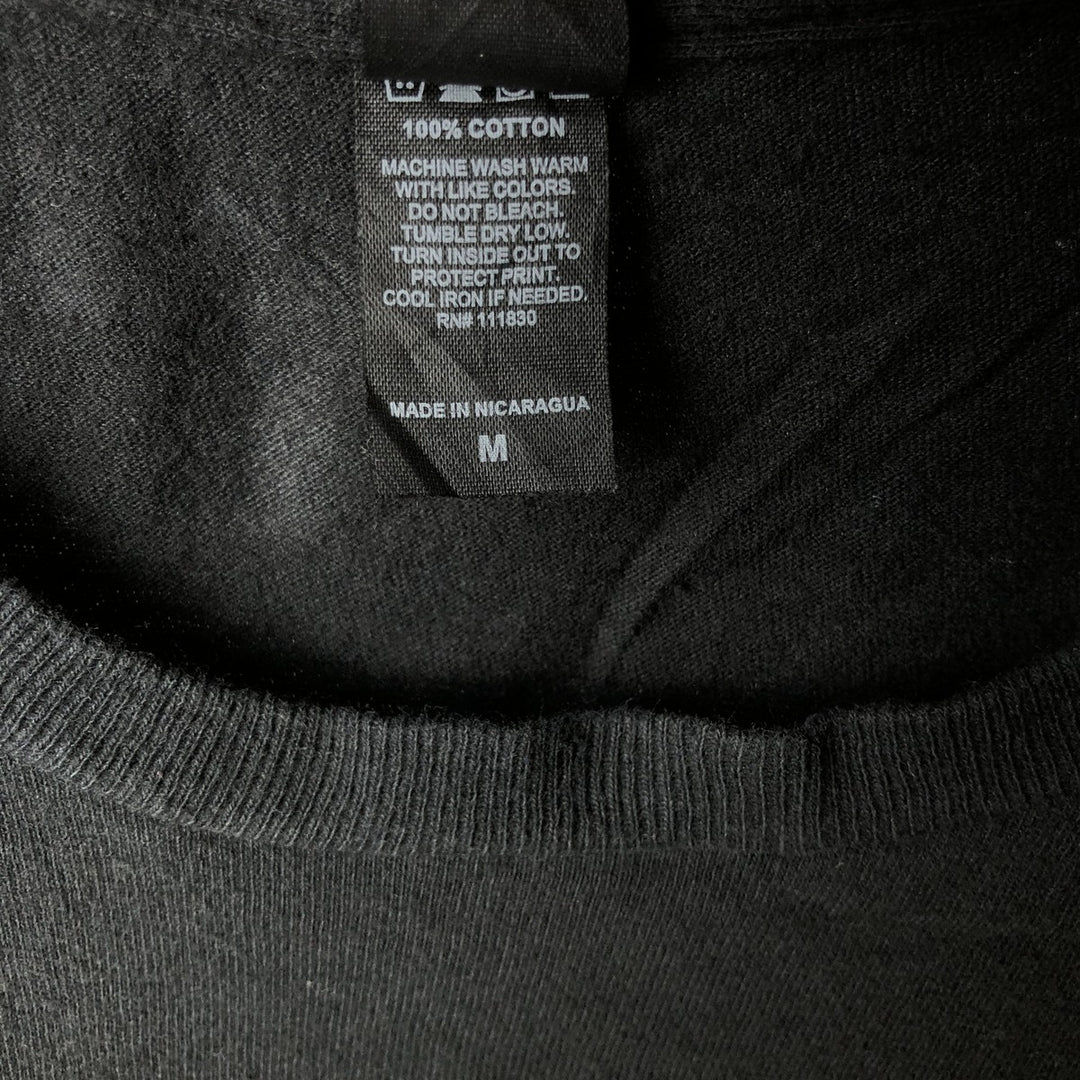 100% COTTON
MACHINE WASH WARM
WITH LIKE COLORS.
DO NOT BLEACH.
TUMBLE DRY LOW.
TURN INSIDE OUT TO
PROTECT PRINT.
COOL IRON IF NEEDED.
RN# 111830
MADE IN NICARAGUA
M